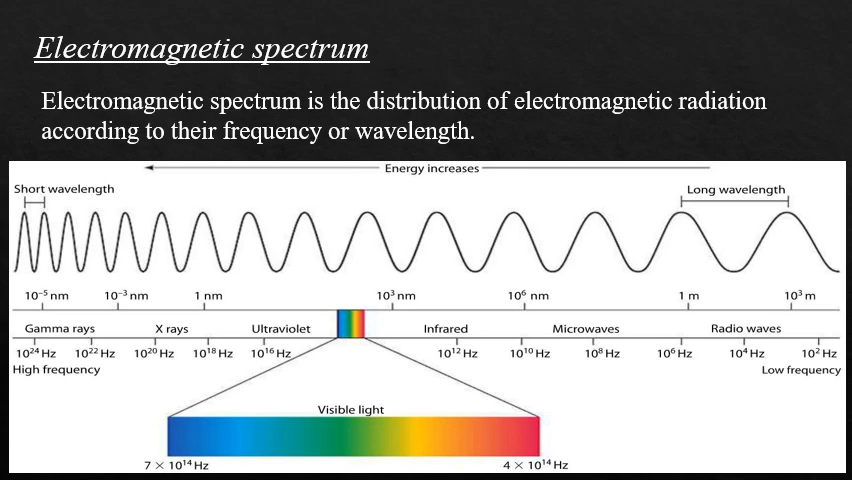 Electromagnetic spectrum
Electromagnetic spectrum is the distribution of electromagnetic radiation
according to their frequency or wavelength.
Energy increases
Short wavelength
Long wavelength
10⁻⁵ nm 10⁻³ nm 1 nm 10³ nm 10⁶ nm 1 m 10³ m
Gamma rays X rays Ultraviolet Infrared Microwaves Radio waves
10²⁴ Hz 10²² Hz 10²⁰ Hz 10¹⁸ Hz 10¹⁶ Hz 10¹² Hz 10¹⁰ Hz 10⁸ Hz 10⁶ Hz 10⁴ Hz 10² Hz
High frequency Low frequency
Visible light
7 × 10¹⁴ Hz 4 × 10¹⁴ Hz